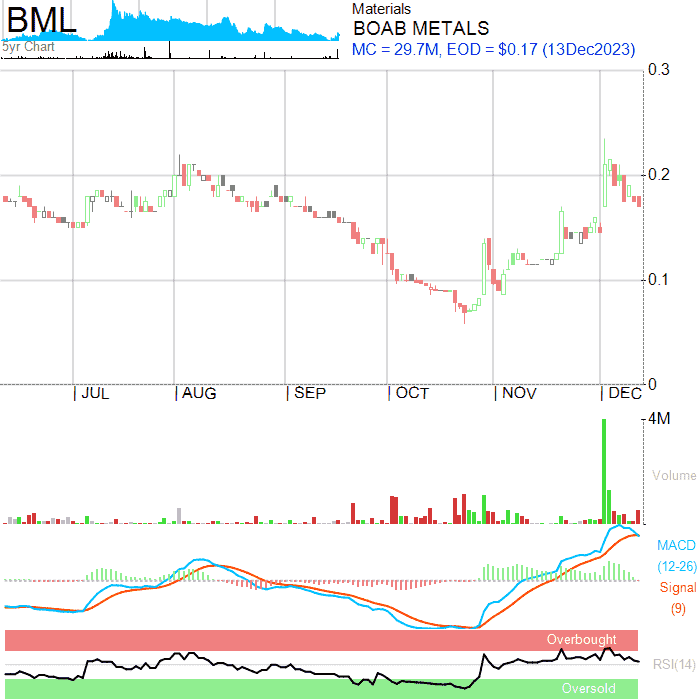 BML
5yr Chart
Materials
BOAB METALS
MC = 29.7M, EOD = $0.17 (13Dec2023)
0.3
0.2
0.1
0
JUL AUG SEP OCT NOV DEC
4M
Volume
MACD
(12-26)
Signal
(9)
Overbought
RSI(14)
Oversold